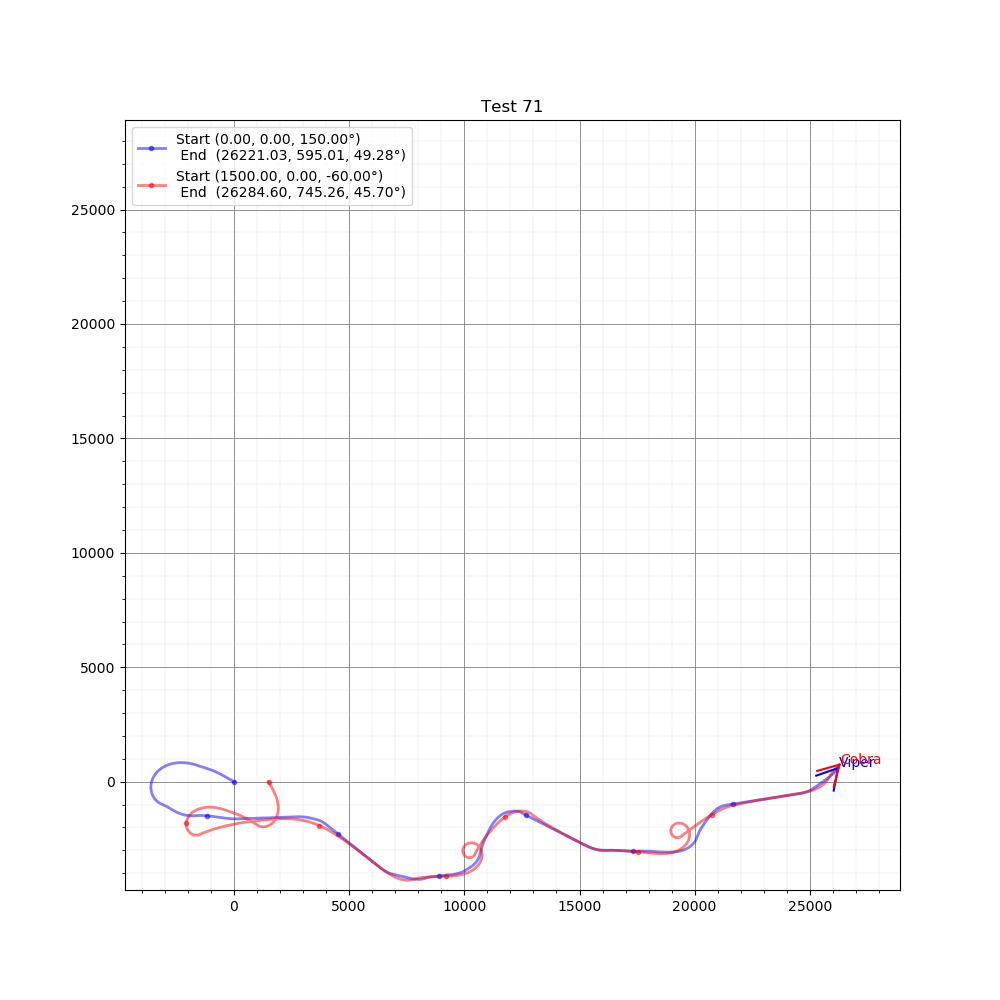 Test 71
Start (0.00, 0.00, 150.00°)
End (26221.03, 595.01, 49.28°)
Start (1500.00, 0.00, -60.00°)
End (26284.60, 745.26, 45.70°)
25000
20000
15000
10000
5000
0
Cobra
Viper
0 5000 10000 15000 20000 25000